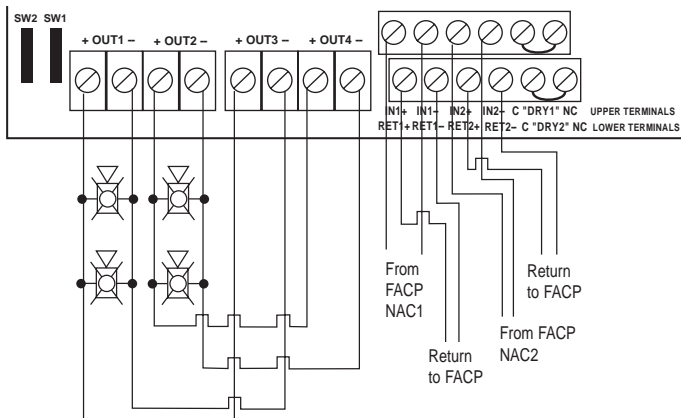 SW2 SW1
+ OUT1 – + OUT2 – + OUT3 – + OUT4 –
IN1+ IN1– IN2+ IN2– C "DRY1" NC UPPER TERMINALS
RET1+ RET1– RET2+ RET2– C "DRY2" NC LOWER TERMINALS
From
FACP
NAC1
Return
to FACP
From FACP
NAC2
Return
to FACP